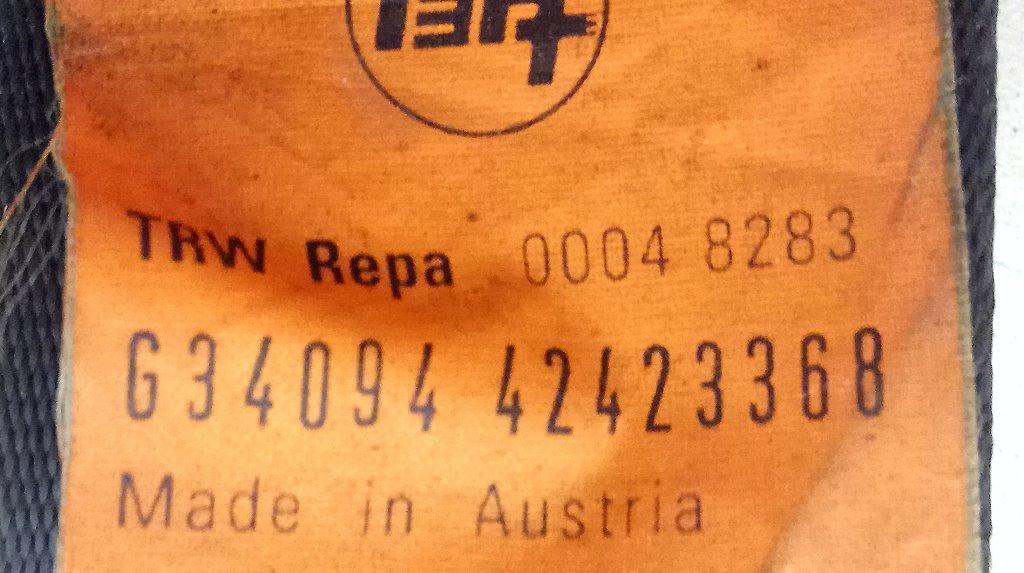 TRW Repa 0004 8283
G34094 42423368
Made in Austria